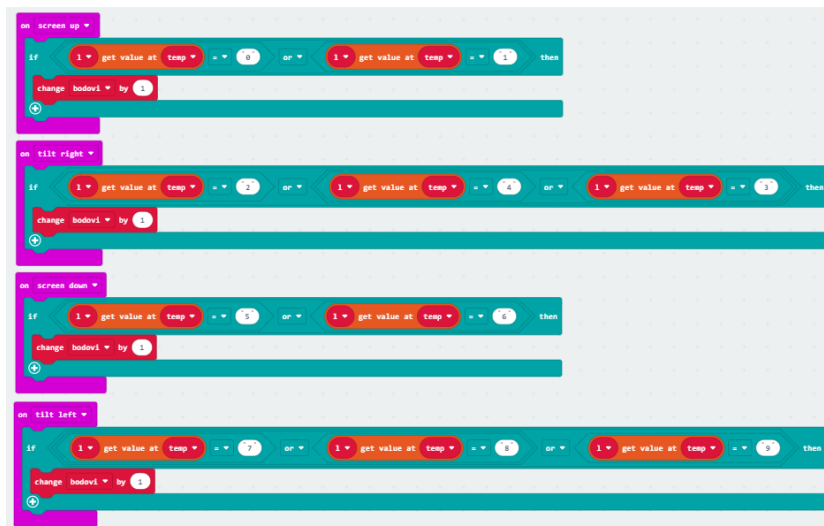 on screen up
if 1 get value at temp = 0 or 1 get value at temp = 1 then
change bodovi by 1
on tilt right
if 1 get value at temp = 2 or 1 get value at temp = 4 or 1 get value at temp = 3 then
change bodovi by 1
on screen down
if 1 get value at temp = 5 or 1 get value at temp = 6 then
change bodovi by 1
on tilt left
if 1 get value at temp = 7 or 1 get value at temp = 8 or 1 get value at temp = 9 then
change bodovi by 1